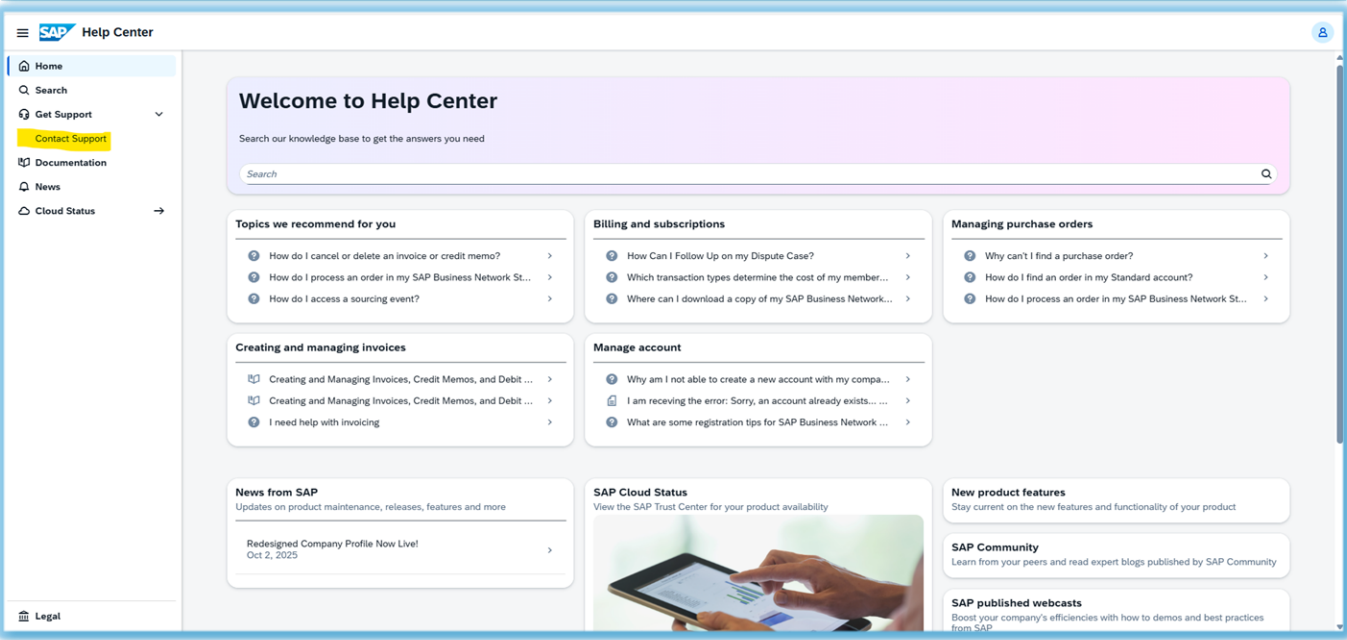 SAP Help Center
Home
Search
Get Support
Contact Support
Documentation
News
Cloud Status
Legal
Welcome to Help Center
Search our knowledge base to get the answers you need
Search
Topics we recommend for you
How do I cancel or delete an invoice or credit memo?
How do I process an order in my SAP Business Network St...
How do I access a sourcing event?
Billing and subscriptions
How Can I Follow Up on my Dispute Case?
Which transaction types determine the cost of my member...
Where can I download a copy of my SAP Business Network...
Managing purchase orders
Why can't I find a purchase order?
How do I find an order in my Standard account?
How do I process an order in my SAP Business Network St...
Creating and managing invoices
Creating and Managing Invoices, Credit Memos, and Debit ...
Creating and Managing Invoices, Credit Memos, and Debit ...
I need help with invoicing
Manage account
Why am I not able to create a new account with my compa...
I am receving the error: Sorry, an account already exists... ...
What are some registration tips for SAP Business Network ...
News from SAP
Updates on product maintenance, releases, features and more
Redesigned Company Profile Now Live!
Oct 2, 2025
SAP Cloud Status
View the SAP Trust Center for your product availability
New product features
Stay current on the new features and functionality of your product
SAP Community
Learn from your peers and read expert blogs published by SAP Community
SAP published webcasts
Boost your company's efficiencies with how to demos and best practices
from SAP